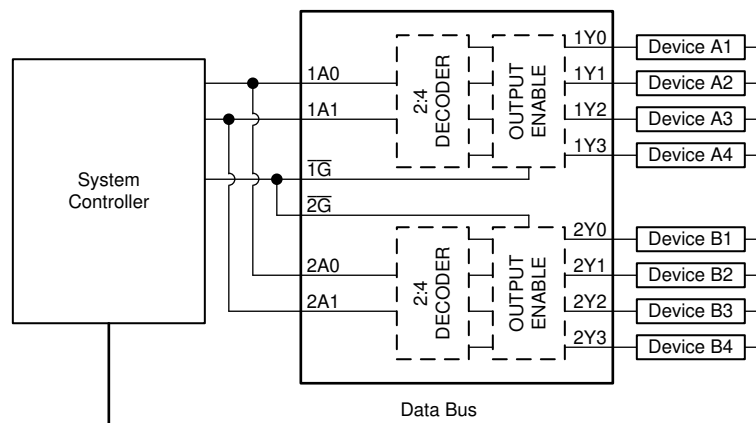 System
Controller
1A0
1A1
1G
2G
2A0
2A1
2:4
DECODER
OUTPUT
ENABLE
1Y0
1Y1
1Y2
1Y3
Device A1
Device A2
Device A3
Device A4
2:4
DECODER
OUTPUT
ENABLE
2Y0
2Y1
2Y2
2Y3
Device B1
Device B2
Device B3
Device B4
Data Bus